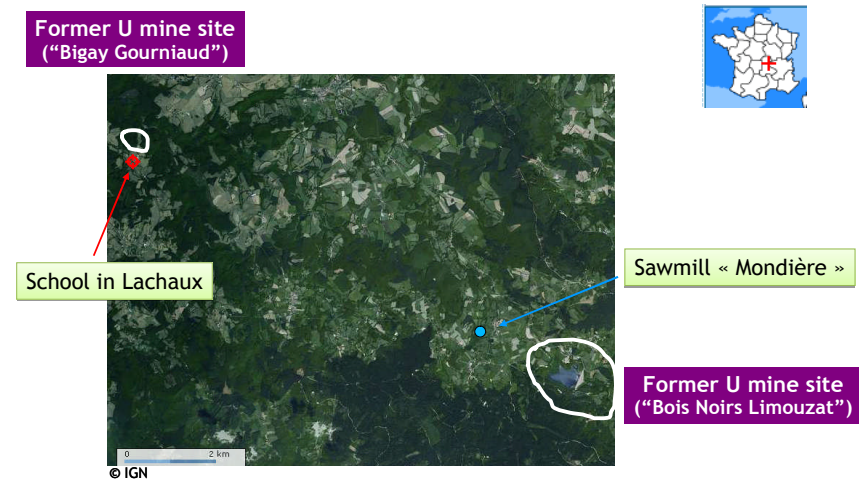 Former U mine site
(“Bigay Gourniaud”)
School in Lachaux
Sawmill « Mondière »
Former U mine site
(“Bois Noirs Limouzat”)
0 2 km
© IGN